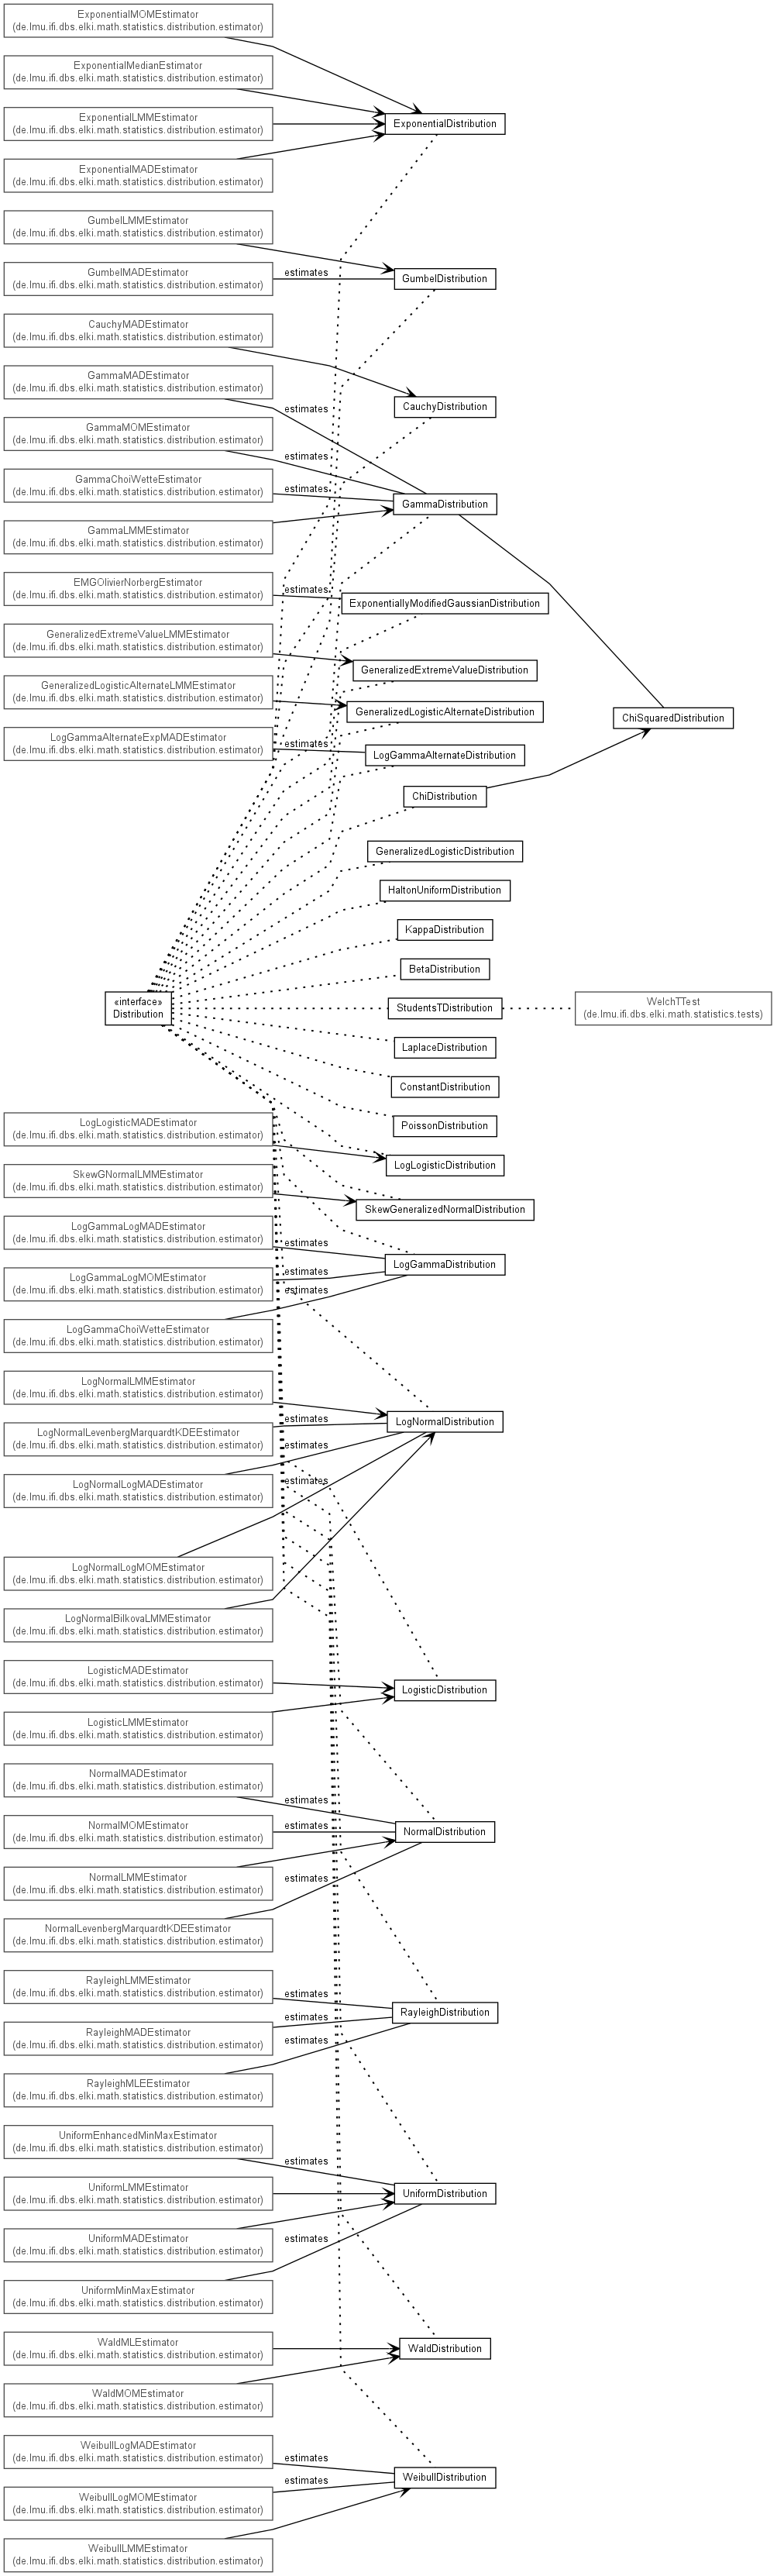 ExponentialMOMEstimator
(de.lmu.ifi.dbs.elki.math.statistics.distribution.estimator)
ExponentialMedianEstimator
(de.lmu.ifi.dbs.elki.math.statistics.distribution.estimator)
ExponentialLMMEstimator
(de.lmu.ifi.dbs.elki.math.statistics.distribution.estimator)
ExponentialDistribution
ExponentialMADEstimator
(de.lmu.ifi.dbs.elki.math.statistics.distribution.estimator)
GumbelLMMEstimator
(de.lmu.ifi.dbs.elki.math.statistics.distribution.estimator)
GumbelMADEstimator
(de.lmu.ifi.dbs.elki.math.statistics.distribution.estimator)
estimates
GumbelDistribution
CauchyMADEstimator
(de.lmu.ifi.dbs.elki.math.statistics.distribution.estimator)
GammaMADEstimator
(de.lmu.ifi.dbs.elki.math.statistics.distribution.estimator)
estimates
CauchyDistribution
GammaMOMEstimator
(de.lmu.ifi.dbs.elki.math.statistics.distribution.estimator)
estimates
GammaChoiWetteEstimator
(de.lmu.ifi.dbs.elki.math.statistics.distribution.estimator)
estimates
GammaDistribution
GammaLMMEstimator
(de.lmu.ifi.dbs.elki.math.statistics.distribution.estimator)
EMGOlivierNorbergEstimator
(de.lmu.ifi.dbs.elki.math.statistics.distribution.estimator)
estimates
ExponentiallyModifiedGaussianDistribution
GeneralizedExtremeValueLMMEstimator
(de.lmu.ifi.dbs.elki.math.statistics.distribution.estimator)
GeneralizedExtremeValueDistribution
GeneralizedLogisticAlternateLMMEstimator
(de.lmu.ifi.dbs.elki.math.statistics.distribution.estimator)
GeneralizedLogisticAlternateDistribution
ChiSquaredDistribution
LogGammaAlternateExpMADEstimator
(de.lmu.ifi.dbs.elki.math.statistics.distribution.estimator)
estimates
LogGammaAlternateDistribution
ChiDistribution
GeneralizedLogisticDistribution
HaltonUniformDistribution
KappaDistribution
BetaDistribution
«interface»
Distribution
StudentsTDistribution
WelchTTest
(de.lmu.ifi.dbs.elki.math.statistics.tests)
LaplaceDistribution
ConstantDistribution
PoissonDistribution
LogLogisticMADEstimator
(de.lmu.ifi.dbs.elki.math.statistics.distribution.estimator)
LogLogisticDistribution
SkewGNormalLMMEstimator
(de.lmu.ifi.dbs.elki.math.statistics.distribution.estimator)
SkewGeneralizedNormalDistribution
LogGammaLogMADEstimator
(de.lmu.ifi.dbs.elki.math.statistics.distribution.estimator)
estimates
LogGammaDistribution
LogGammaLogMOMEstimator
(de.lmu.ifi.dbs.elki.math.statistics.distribution.estimator)
estimates
estimates
LogGammaChoiWetteEstimator
(de.lmu.ifi.dbs.elki.math.statistics.distribution.estimator)
LogNormalLMMEstimator
(de.lmu.ifi.dbs.elki.math.statistics.distribution.estimator)
LogNormalDistribution
LogNormalLevenbergMarquardtKDEEstimator
(de.lmu.ifi.dbs.elki.math.statistics.distribution.estimator)
estimates
estimates
LogNormalLogMADEstimator
(de.lmu.ifi.dbs.elki.math.statistics.distribution.estimator)
estimates
LogNormalLogMOMEstimator
(de.lmu.ifi.dbs.elki.math.statistics.distribution.estimator)
LogNormalBilkovaLMMEstimator
(de.lmu.ifi.dbs.elki.math.statistics.distribution.estimator)
LogisticMADEstimator
(de.lmu.ifi.dbs.elki.math.statistics.distribution.estimator)
LogisticDistribution
LogisticLMMEstimator
(de.lmu.ifi.dbs.elki.math.statistics.distribution.estimator)
NormalMADEstimator
(de.lmu.ifi.dbs.elki.math.statistics.distribution.estimator)
estimates
NormalMOMEstimator
(de.lmu.ifi.dbs.elki.math.statistics.distribution.estimator)
estimates
NormalDistribution
NormalLMMEstimator
(de.lmu.ifi.dbs.elki.math.statistics.distribution.estimator)
estimates
NormalLevenbergMarquardtKDEEstimator
(de.lmu.ifi.dbs.elki.math.statistics.distribution.estimator)
RayleighLMMEstimator
(de.lmu.ifi.dbs.elki.math.statistics.distribution.estimator)
estimates
RayleighDistribution
RayleighMADEstimator
(de.lmu.ifi.dbs.elki.math.statistics.distribution.estimator)
estimates
estimates
RayleighMLEEstimator
(de.lmu.ifi.dbs.elki.math.statistics.distribution.estimator)
UniformEnhancedMinMaxEstimator
(de.lmu.ifi.dbs.elki.math.statistics.distribution.estimator)
estimates
UniformLMMEstimator
(de.lmu.ifi.dbs.elki.math.statistics.distribution.estimator)
UniformDistribution
UniformMADEstimator
(de.lmu.ifi.dbs.elki.math.statistics.distribution.estimator)
estimates
UniformMinMaxEstimator
(de.lmu.ifi.dbs.elki.math.statistics.distribution.estimator)
WaldMLEstimator
(de.lmu.ifi.dbs.elki.math.statistics.distribution.estimator)
WaldDistribution
WaldMOMEstimator
(de.lmu.ifi.dbs.elki.math.statistics.distribution.estimator)
WeibullLogMADEstimator
(de.lmu.ifi.dbs.elki.math.statistics.distribution.estimator)
estimates
WeibullDistribution
WeibullLogMOMEstimator
(de.lmu.ifi.dbs.elki.math.statistics.distribution.estimator)
estimates
WeibullLMMEstimator
(de.lmu.ifi.dbs.elki.math.statistics.distribution.estimator)